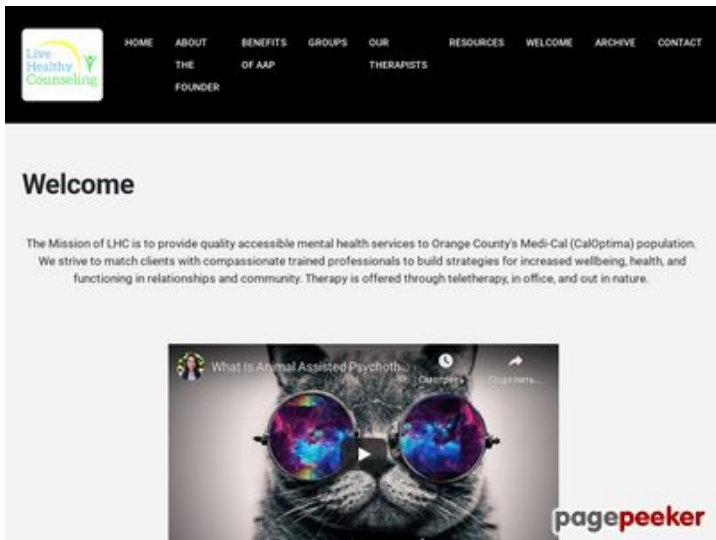 Live
Healthy
Counseling
HOME
ABOUT
THE
FOUNDER
BENEFITS
OF AAP
GROUPS
OUR
THERAPISTS
RESOURCES
WELCOME
ARCHIVE
CONTACT
Welcome
The Mission of LHC is to provide quality accessible mental health services to Orange County's Medi-Cal (CalOptima) population.
We strive to match clients with compassionate trained professionals to build strategies for increased wellbeing, health, and
functioning in relationships and community. Therapy is offered through teletherapy, in office, and out in nature.
What Is Animal Assisted Psychoth...
Смотреть
Поделить...
pagepeeker